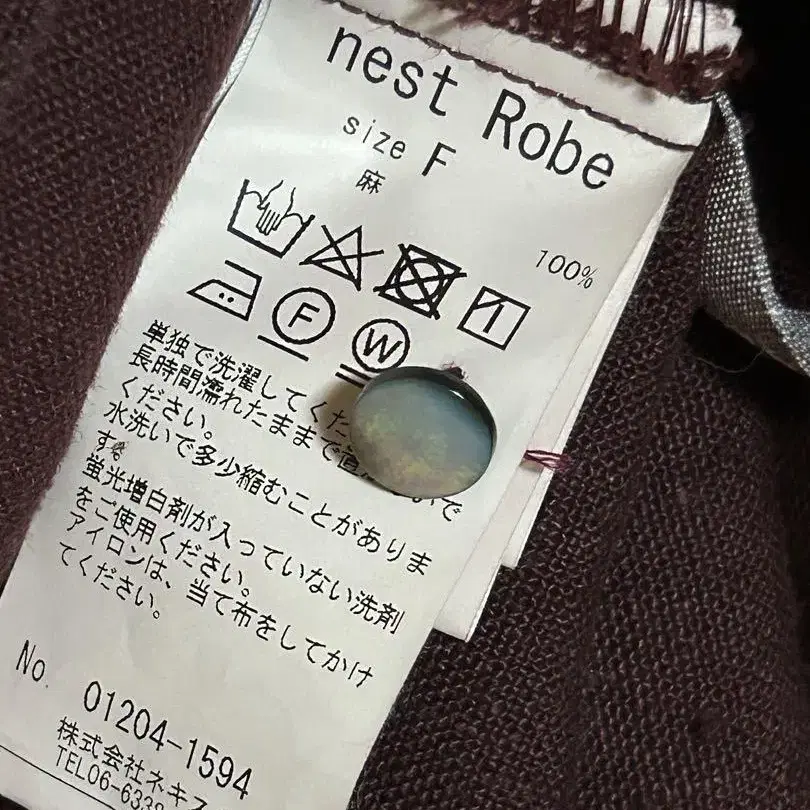 nest Robe
size F
麻 100%
F
W
単独で洗濯してくだ
長時間濡れたままで
ください。
水洗いで多少縮むことがありま
す。
蛍光増白剤が入っていない洗剤
をご使用ください。
アイロンは、当て布をしてかけ
てください。
No. 01204-1594
株式会社ネキス
TEL06-633